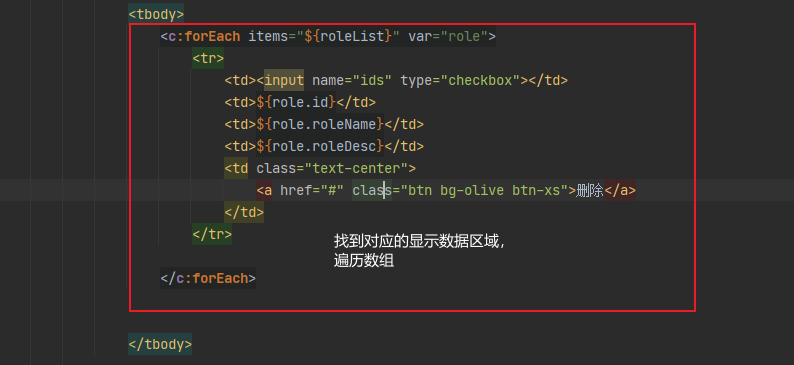 <tbody>
<c:forEach items="${roleList}" var="role">
<tr>
<td><input name="ids" type="checkbox"></td>
<td>${role.id}</td>
<td>${role.roleName}</td>
<td>${role.roleDesc}</td>
<td class="text-center">
<a href="#" class="btn bg-olive btn-xs">删除</a>
</td>
</tr>
找到对应的显示数据区域，
遍历数组
</c:forEach>
</tbody>